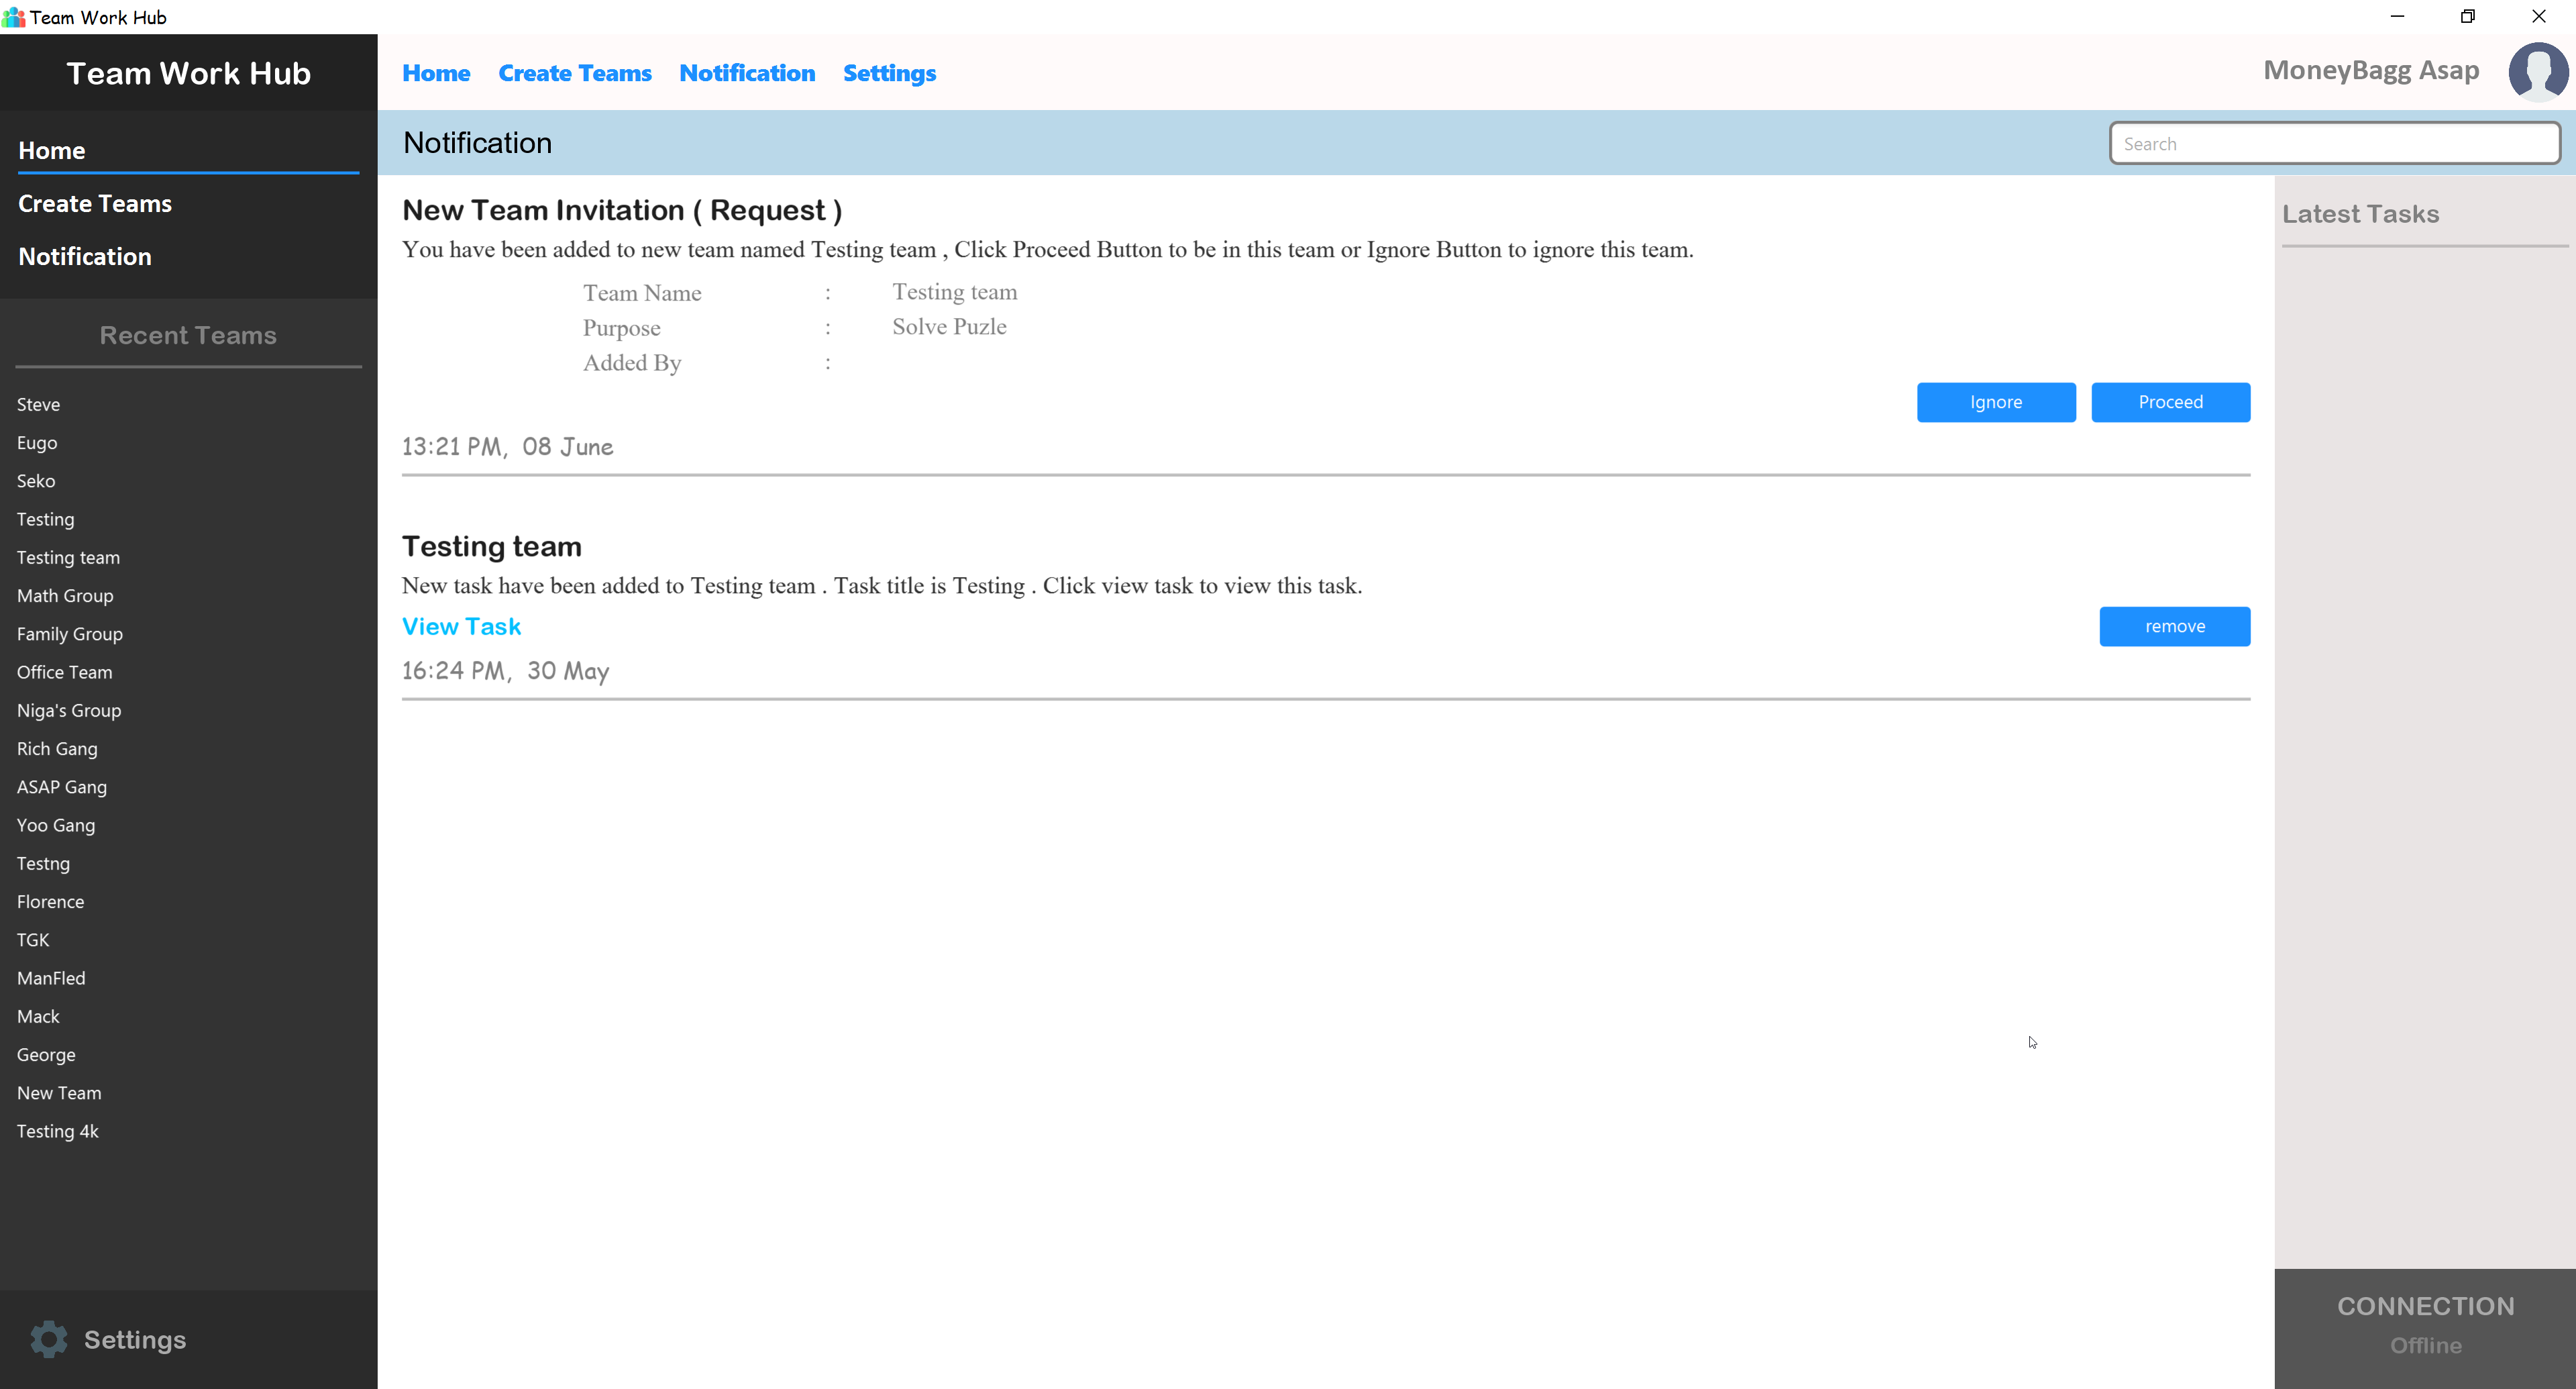 Team Work Hub
Team Work Hub
Home
Create Teams
Notification
Recent Teams
Steve
Eugo
Seko
Testing
Testing team
Math Group
Family Group
Office Team
Niga's Group
Rich Gang
ASAP Gang
Yoo Gang
Testng
Florence
TGK
ManFled
Mack
George
New Team
Testing 4k
Settings
Home Create Teams Notification Settings
MoneyBagg Asap
Notification
Search
New Team Invitation ( Request )
You have been added to new team named Testing team , Click Proceed Button to be in this team or Ignore Button to ignore this team.
Team Name : Testing team
Purpose : Solve Puzle
Added By :
Ignore Proceed
13:21 PM, 08 June
Testing team
New task have been added to Testing team . Task title is Testing . Click view task to view this task.
View Task
remove
16:24 PM, 30 May
Latest Tasks
CONNECTION
Offline